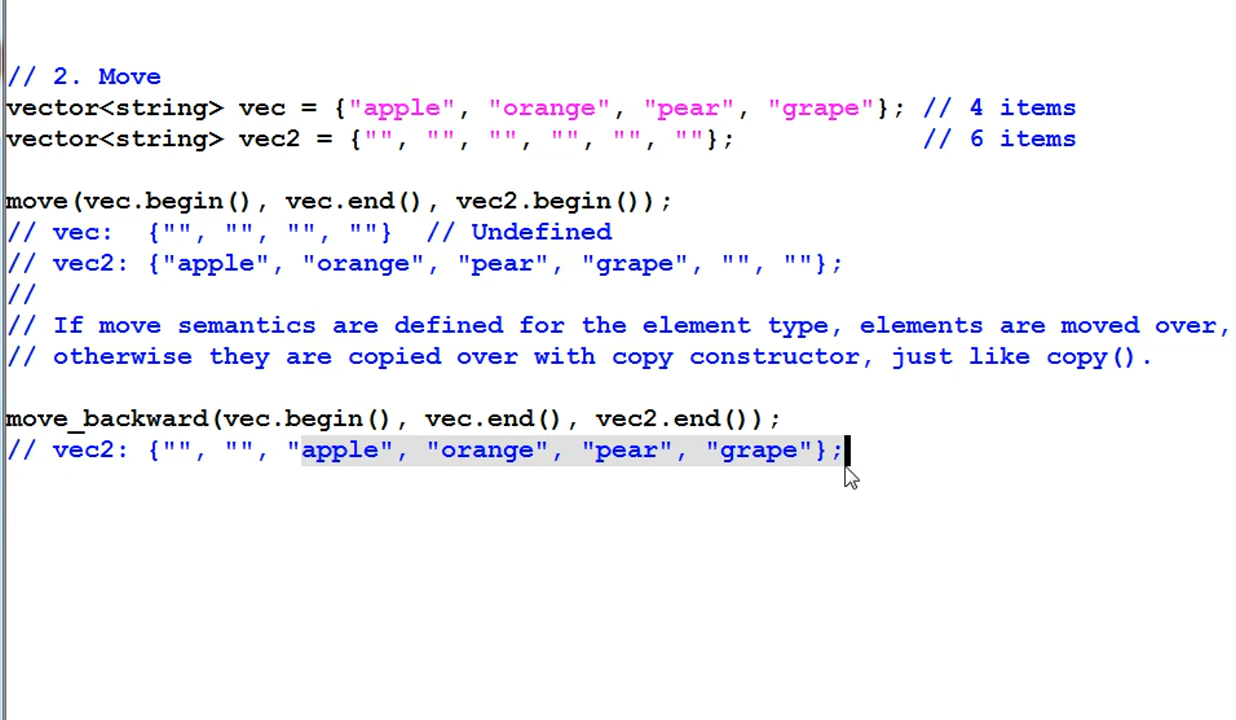 // 2. Move
vector<string> vec = {"apple", "orange", "pear", "grape"}; // 4 items
vector<string> vec2 = {"", "", "", "", "", ""}; // 6 items
move(vec.begin(), vec.end(), vec2.begin());
// vec: {"", "", "", ""} // Undefined
// vec2: {"apple", "orange", "pear", "grape", "", ""};
//
// If move semantics are defined for the element type, elements are moved over,
// otherwise they are copied over with copy constructor, just like copy().
move_backward(vec.begin(), vec.end(), vec2.end());
// vec2: {"", "", "apple", "orange", "pear", "grape"};